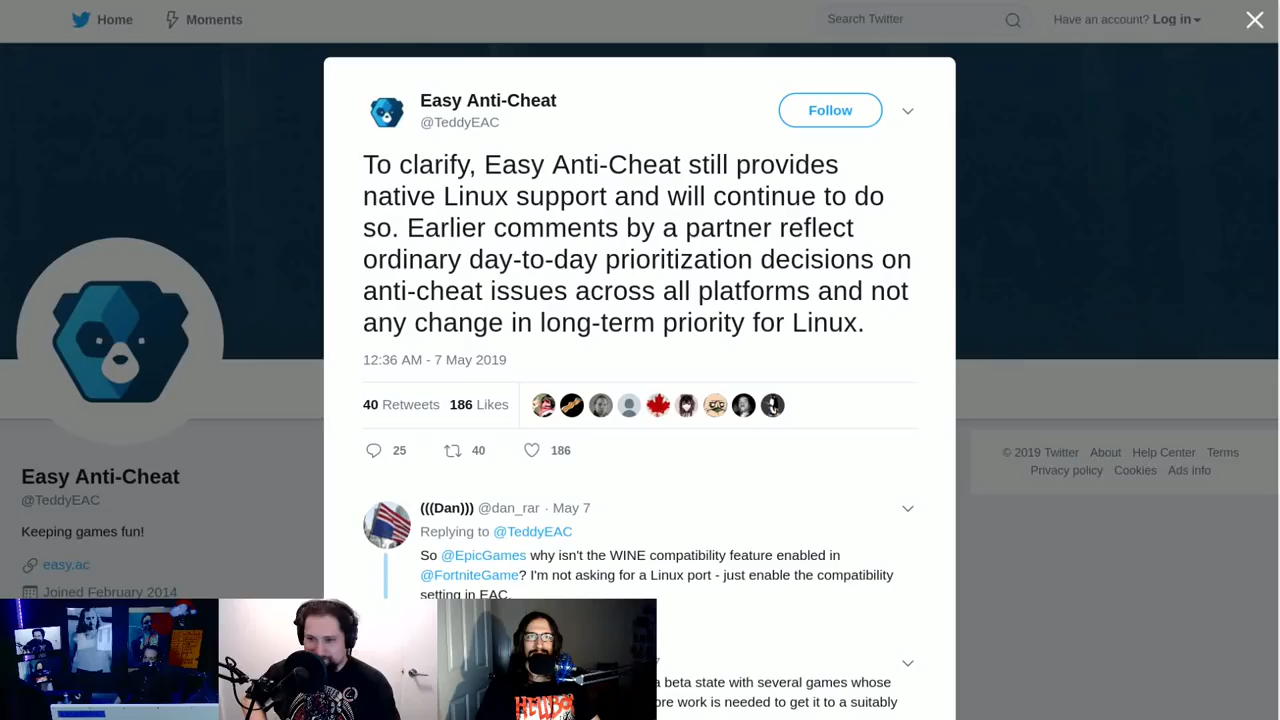 Home
Moments
Search Twitter
Have an account? Log in
Easy Anti-Cheat
@TeddyEAC
Follow
To clarify, Easy Anti-Cheat still provides
native Linux support and will continue to do
so. Earlier comments by a partner reflect
ordinary day-to-day prioritization decisions on
anti-cheat issues across all platforms and not
any change in long-term priority for Linux.
12:36 AM - 7 May 2019
40 Retweets 186 Likes
25 40 186
Easy Anti-Cheat
@TeddyEAC
Keeping games fun!
easy.ac
Joined February 2014
© 2019 Twitter About Help Center Terms
Privacy policy Cookies Ads info
(((Dan))) @dan_rar · May 7
Replying to @TeddyEAC
So @EpicGames why isn't the WINE compatibility feature enabled in
@FortniteGame? I'm not asking for a Linux port - just enable the compatibility
setting in EAC.
beta state with several games whose
work is needed to get it to a suitably
HELLBO